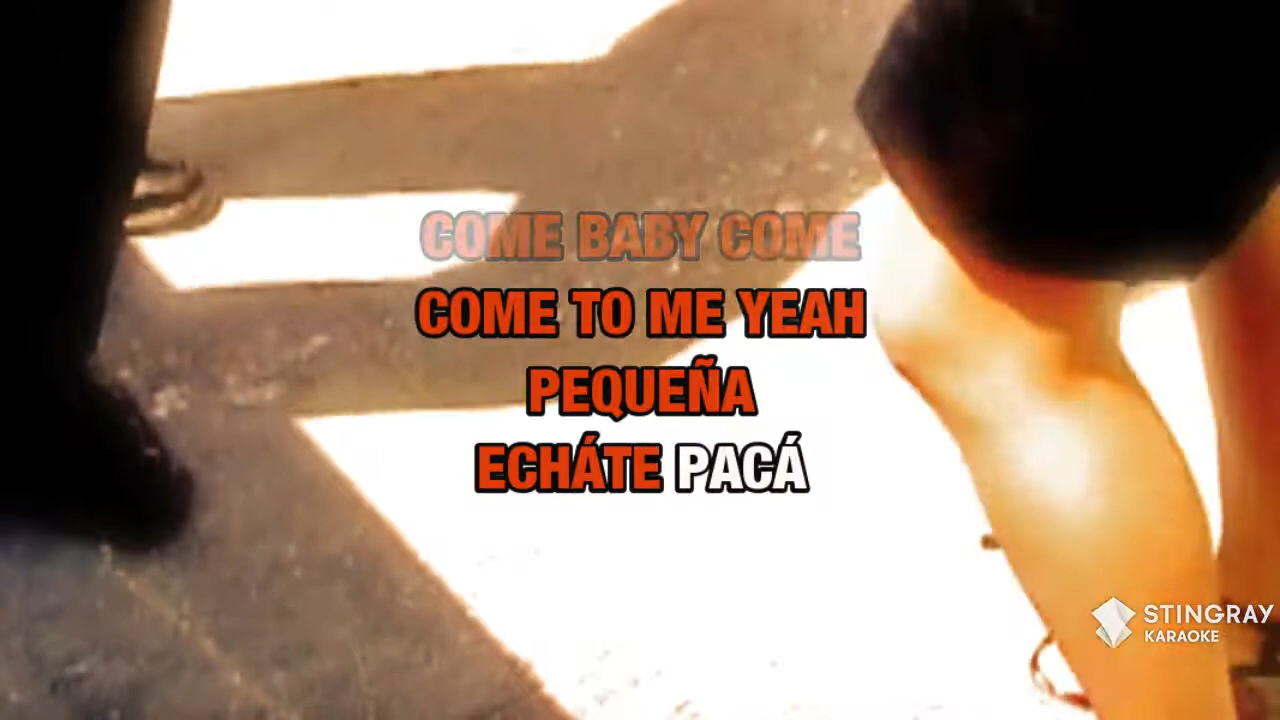 COME BABY COME
COME TO ME YEAH
PEQUEÑA
ECHÁTE PACÁ
STINGRAY
KARAOKE